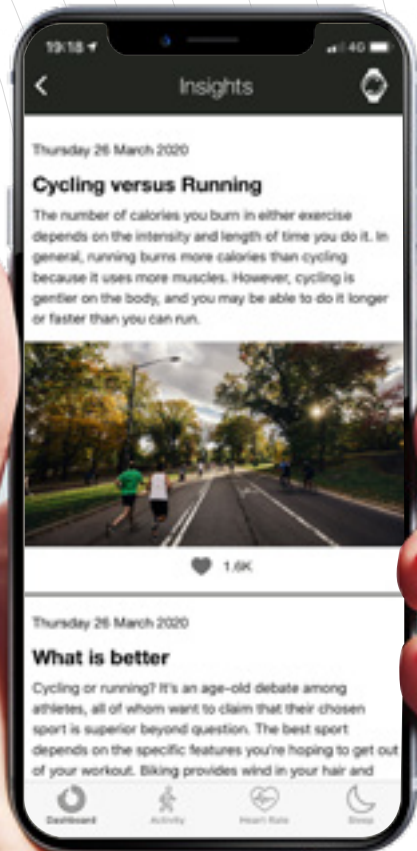 19:18
4G
Insights
Thursday 26 March 2020
Cycling versus Running
The number of calories you burn in either exercise
depends on the intensity and length of time you do it. In
general, running burns more calories than cycling
because it uses more muscles. However, cycling is
gentler on the body, and you may be able to do it longer
or faster than you can run.
1.6K
Thursday 26 March 2020
What is better
Cycling or running? It's an age-old debate among
athletes, all of whom want to claim that their chosen
sport is superior beyond question. The best sport
depends on the specific features you're hoping to get out
of your workout. Biking provides wind in your hair and
Dashboard
Activity
Heart Rate
Sleep